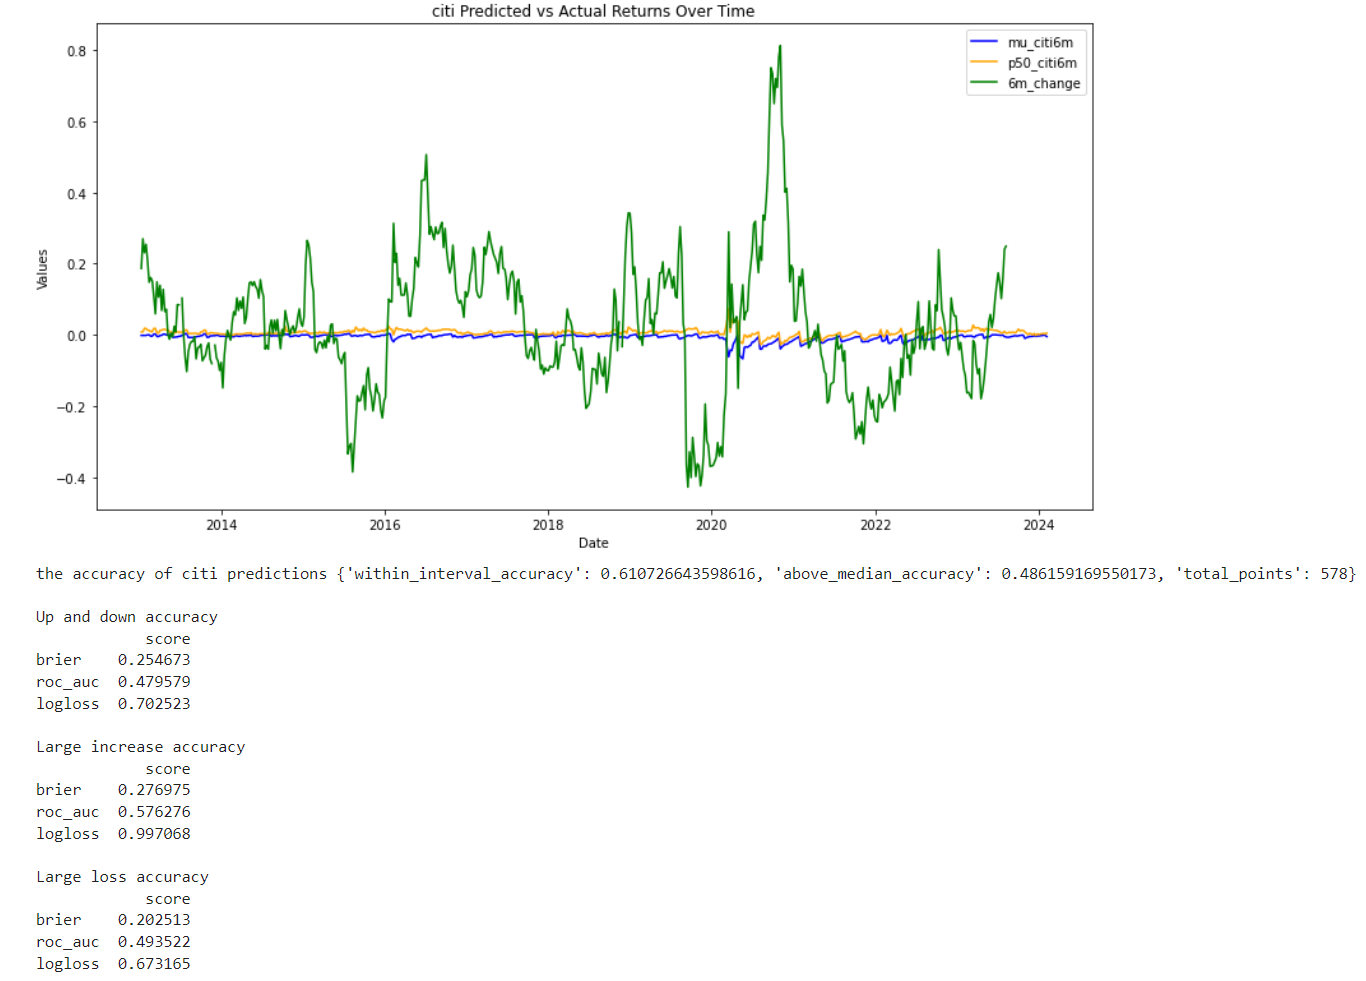 citi Predicted vs Actual Returns Over Time
mu_citi6m
p50_citi6m
6m_change
Values
0.8
0.6
0.4
0.2
0.0
−0.2
−0.4
2014
2016
2018
2020
2022
2024
Date
the accuracy of citi predictions {'within_interval_accuracy': 0.610726643598616, 'above_median_accuracy': 0.486159169550173, 'total_points': 578}
Up and down accuracy
score
brier 0.254673
roc_auc 0.479579
logloss 0.702523
Large increase accuracy
score
brier 0.276975
roc_auc 0.576276
logloss 0.997068
Large loss accuracy
score
brier 0.202513
roc_auc 0.493522
logloss 0.673165